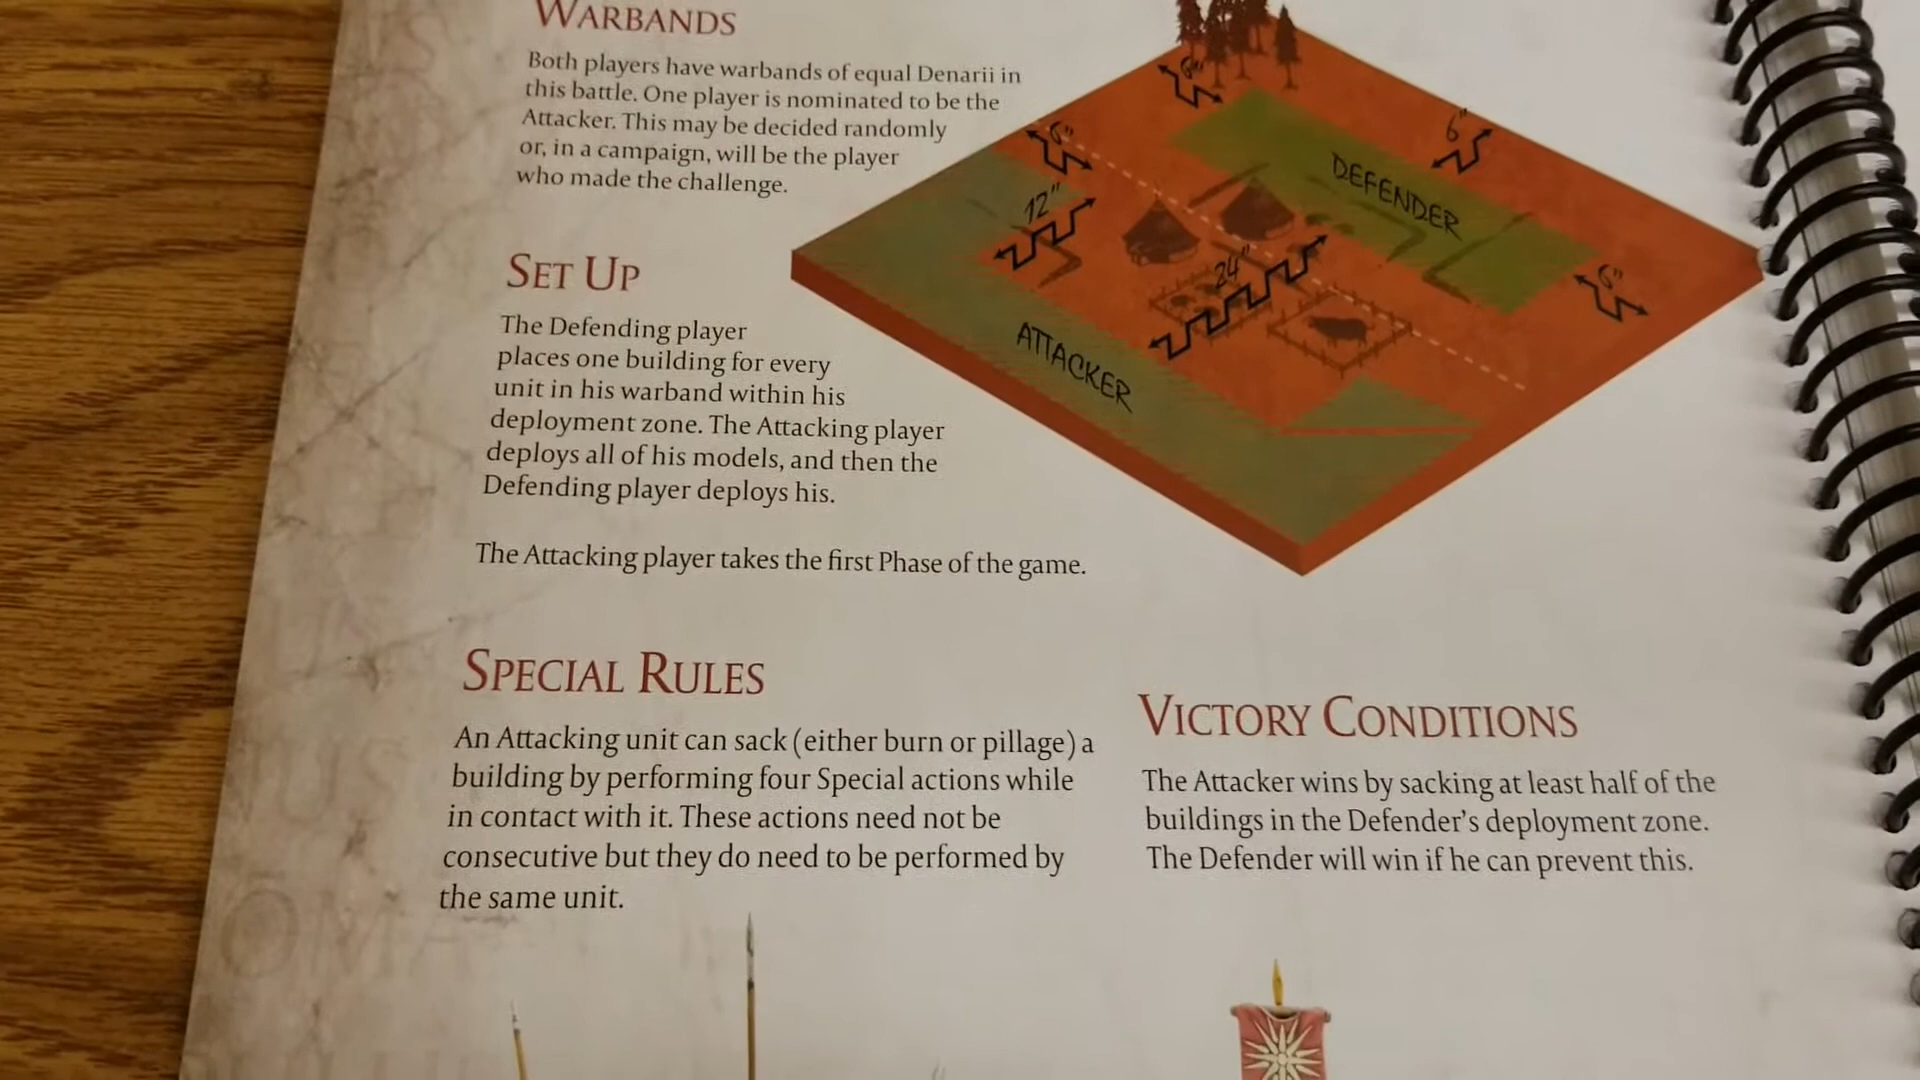 WARBANDS
Both players have warbands of equal Denarii in
this battle. One player is nominated to be the
Attacker. This may be decided randomly
or, in a campaign, will be the player
who made the challenge.
SET UP
The Defending player
places one building for every
unit in his warband within his
deployment zone. The Attacking player
deploys all of his models, and then the
Defending player deploys his.
The Attacking player takes the first Phase of the game.
6"
6"
6"
DEFENDER
12"
24"
6"
ATTACKER
SPECIAL RULES
An Attacking unit can sack (either burn or pillage) a
building by performing four Special actions while
in contact with it. These actions need not be
consecutive but they do need to be performed by
the same unit.
VICTORY CONDITIONS
The Attacker wins by sacking at least half of the
buildings in the Defender's deployment zone.
The Defender will win if he can prevent this.